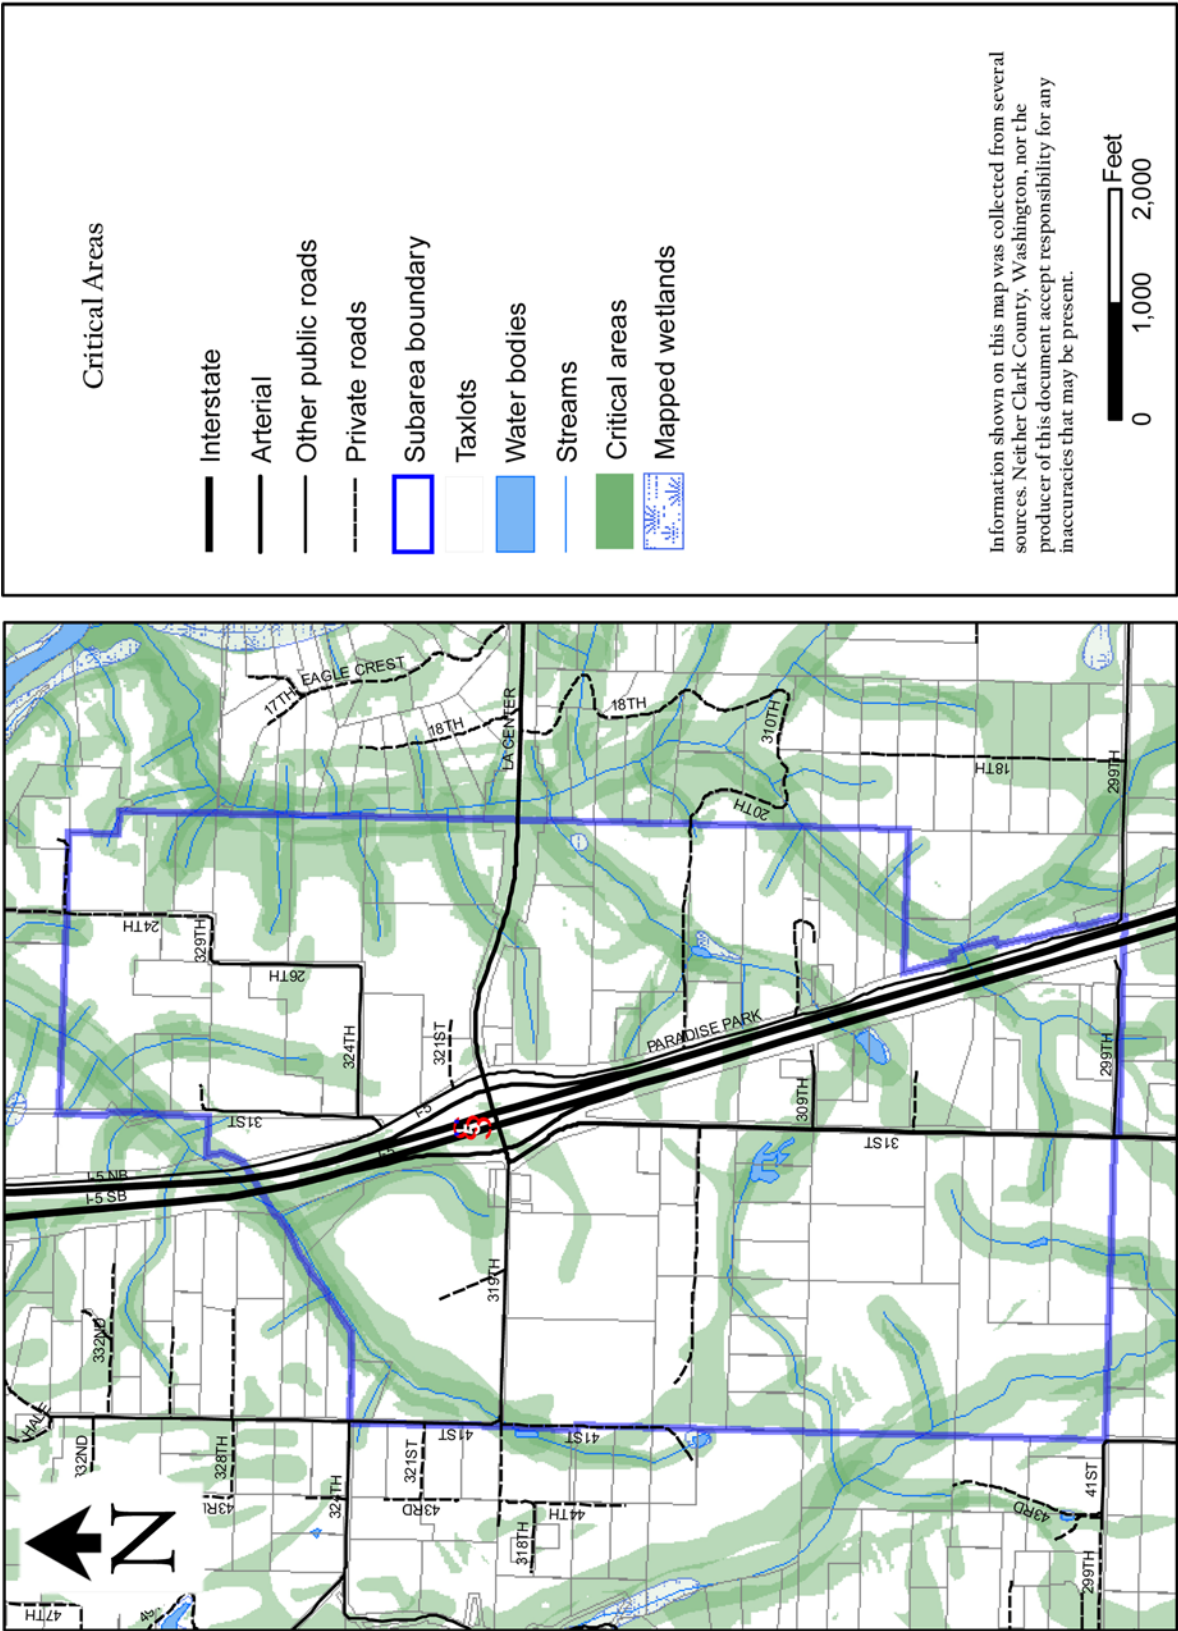 Critical Areas
Interstate
Arterial
Other public roads
Private roads
Subarea boundary
Taxlots
Water bodies
Streams
Critical areas
Mapped wetlands
Information shown on this map was collected from several
sources. Neither Clark County, Washington, nor the
producer of this document accept responsibility for any
inaccuracies that may be present.
Feet
0 1,000 2,000
N
47TH
HALE
332ND
332ND
328TH
324TH
321ST
43RD
41ST
41ST
44TH
318TH
319TH
I-5 NB
I-5 SB
I-5
I-5
5
31ST
24TH
329TH
26TH
324TH
321ST
17TH
EAGLE CREST
18TH
LA CENTER
18TH
310TH
20TH
18TH
299TH
PARADISE PARK
309TH
31ST
299TH
43RD
41ST
299TH